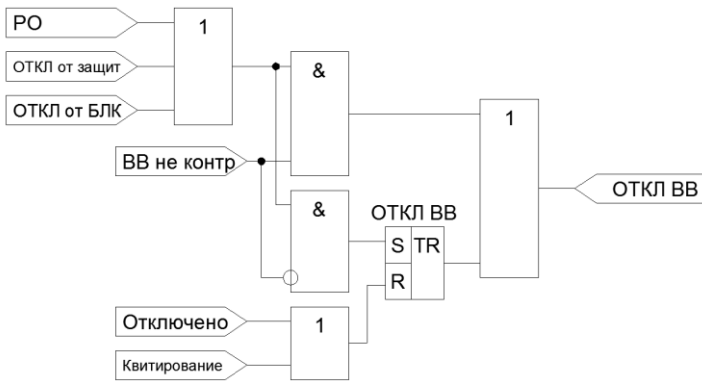 РО
1
ОТКЛ от защит
&
ОТКЛ от БЛК
1
ВВ не контр
ОТКЛ ВВ
&
ОТКЛ ВВ
S TR
R
Отключено
1
Квитирование